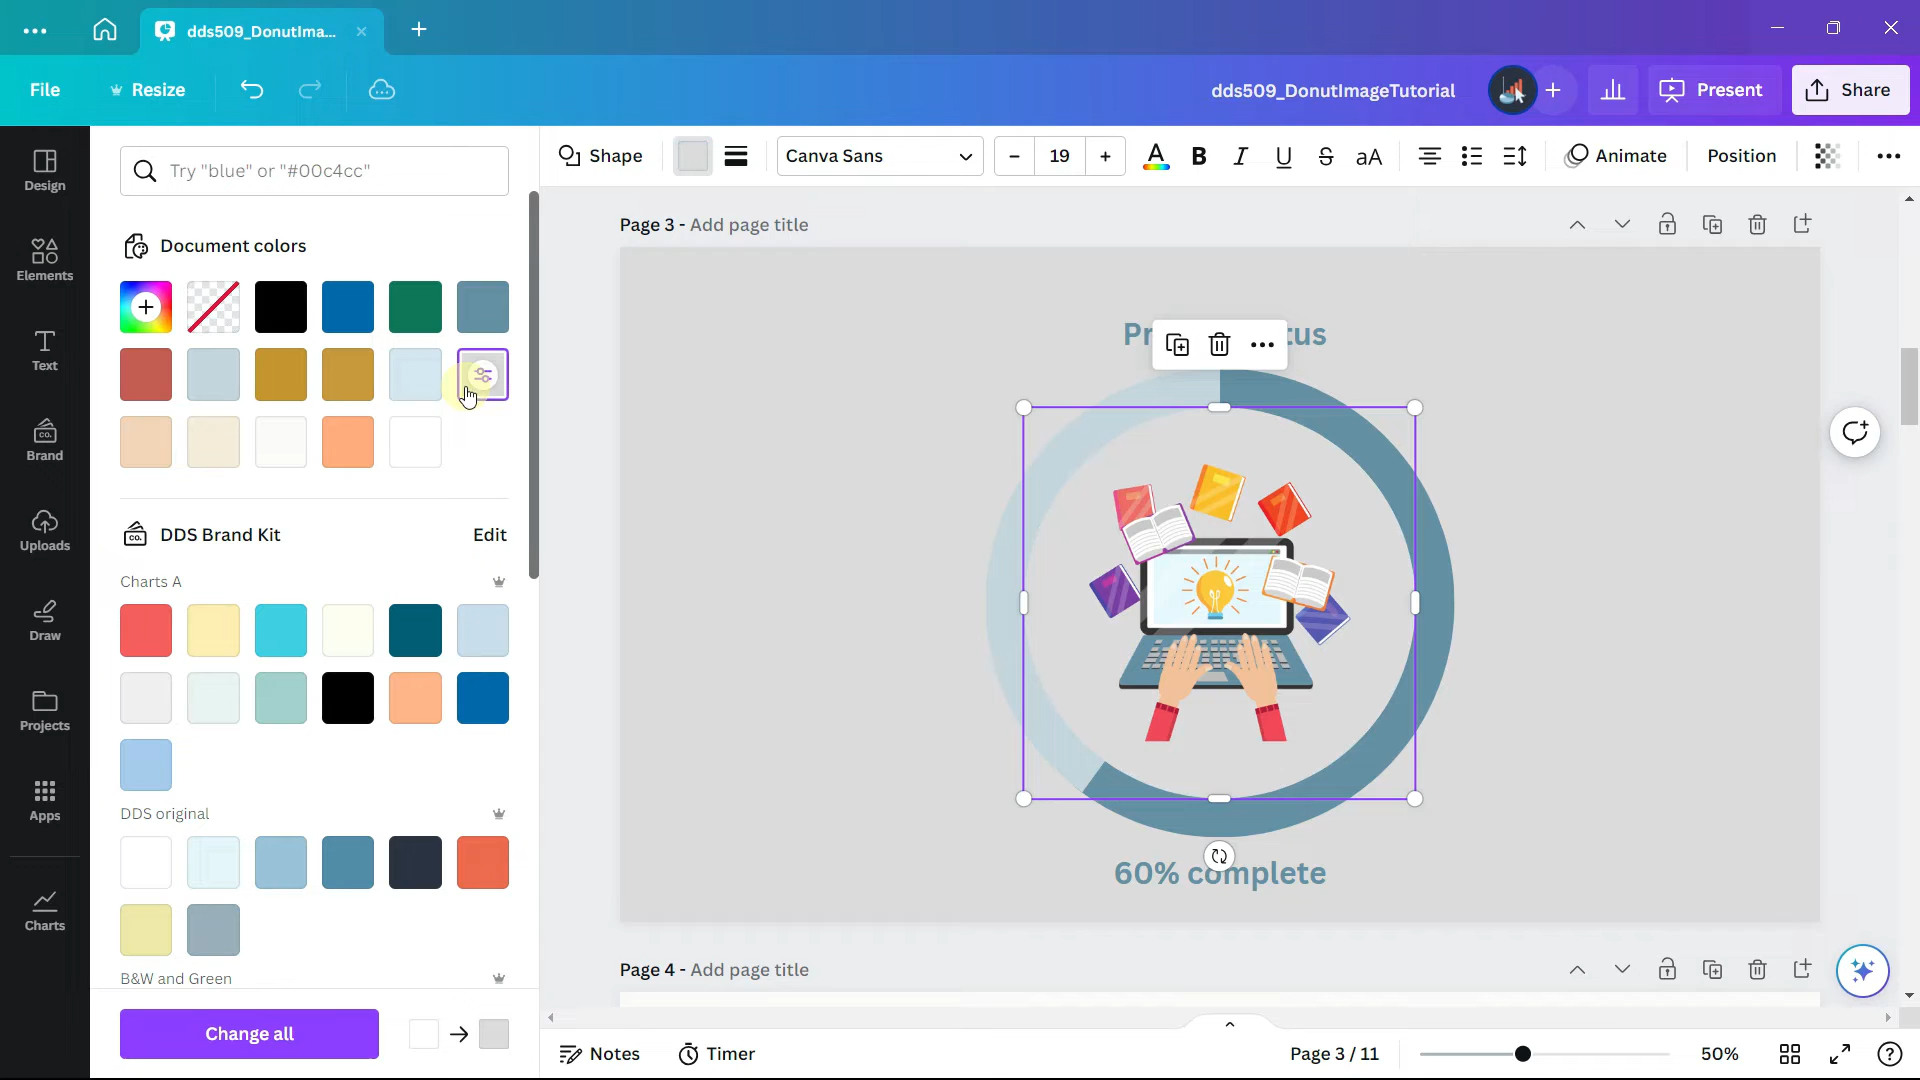 dds509_DonutIma...
File
Resize
dds509_DonutImageTutorial
Present
Share
Design
Elements
Text
Brand
Uploads
Draw
Projects
Apps
Charts
Try "blue" or "#00c4cc"
Document colors
DDS Brand Kit
Edit
Charts A
DDS original
B&W and Green
Change all
Shape
Canva Sans
19
B
I
U
S
aA
Animate
Position
Page 3 - Add page title
60% complete
Page 4 - Add page title
Notes
Timer
Page 3 / 11
50%